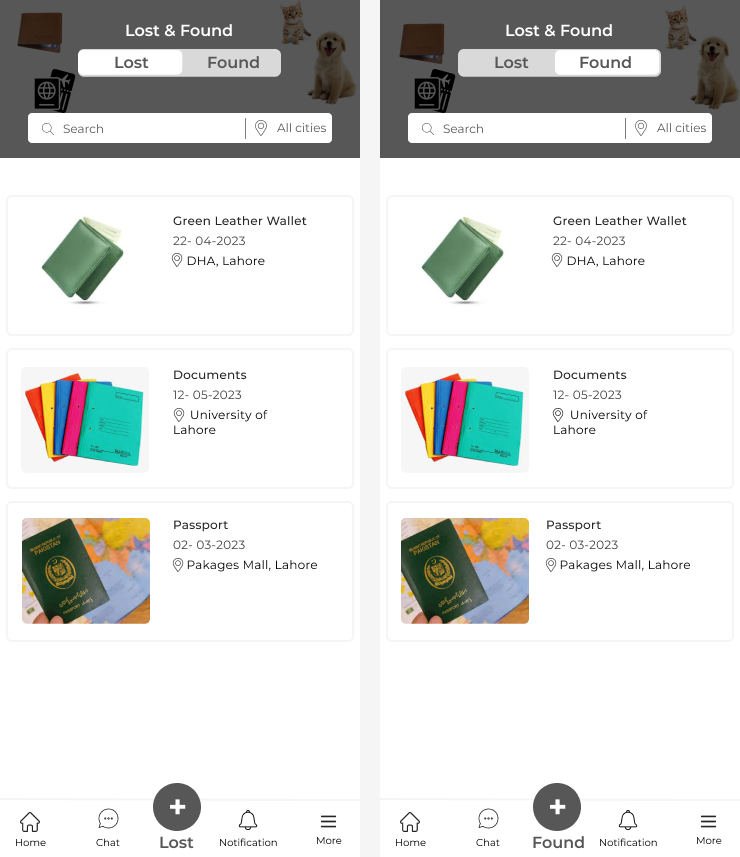 Lost & Found
Lost Found
Search All cities
Green Leather Wallet
22- 04-2023
DHA, Lahore
Documents
12- 05-2023
University of
Lahore
PAKISTAN
Passport
02- 03-2023
Pakages Mall, Lahore
Home Chat Lost Notification More
Lost & Found
Lost Found
Search All cities
Green Leather Wallet
22- 04-2023
DHA, Lahore
Documents
12- 05-2023
University of
Lahore
PAKISTAN
Passport
02- 03-2023
Pakages Mall, Lahore
Home Chat Found Notification More